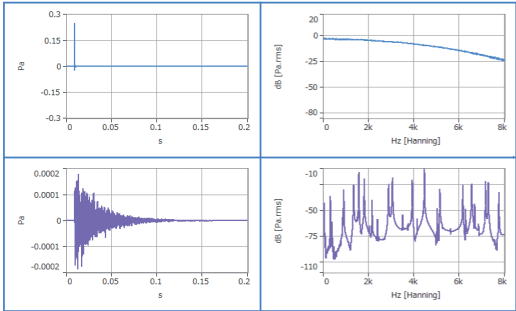 0.3
0.15
0
-0.15
-0.3
Pa
0 0.05 0.1 0.15 0.2
s
20
0
-25
-50
-80
dB [Pa.rms]
0 2k 4k 6k 8k
Hz [Hanning]
0.0002
0.0001
0
-0.0001
-0.0002
Pa
0 0.05 0.1 0.15 0.2
s
-10
-50
-75
-110
dB [Pa.rms]
0 2k 4k 6k 8k
Hz [Hanning]